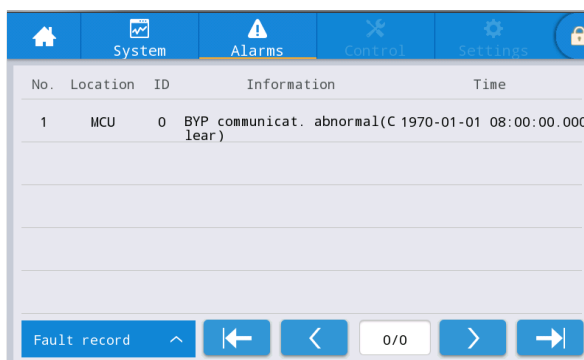 System Alarms Control Settings
No. Location ID Information Time
1 MCU 0 BYP communicat. abnormal(C 1970-01-01 08:00:00.000
lear)
Fault record 0/0